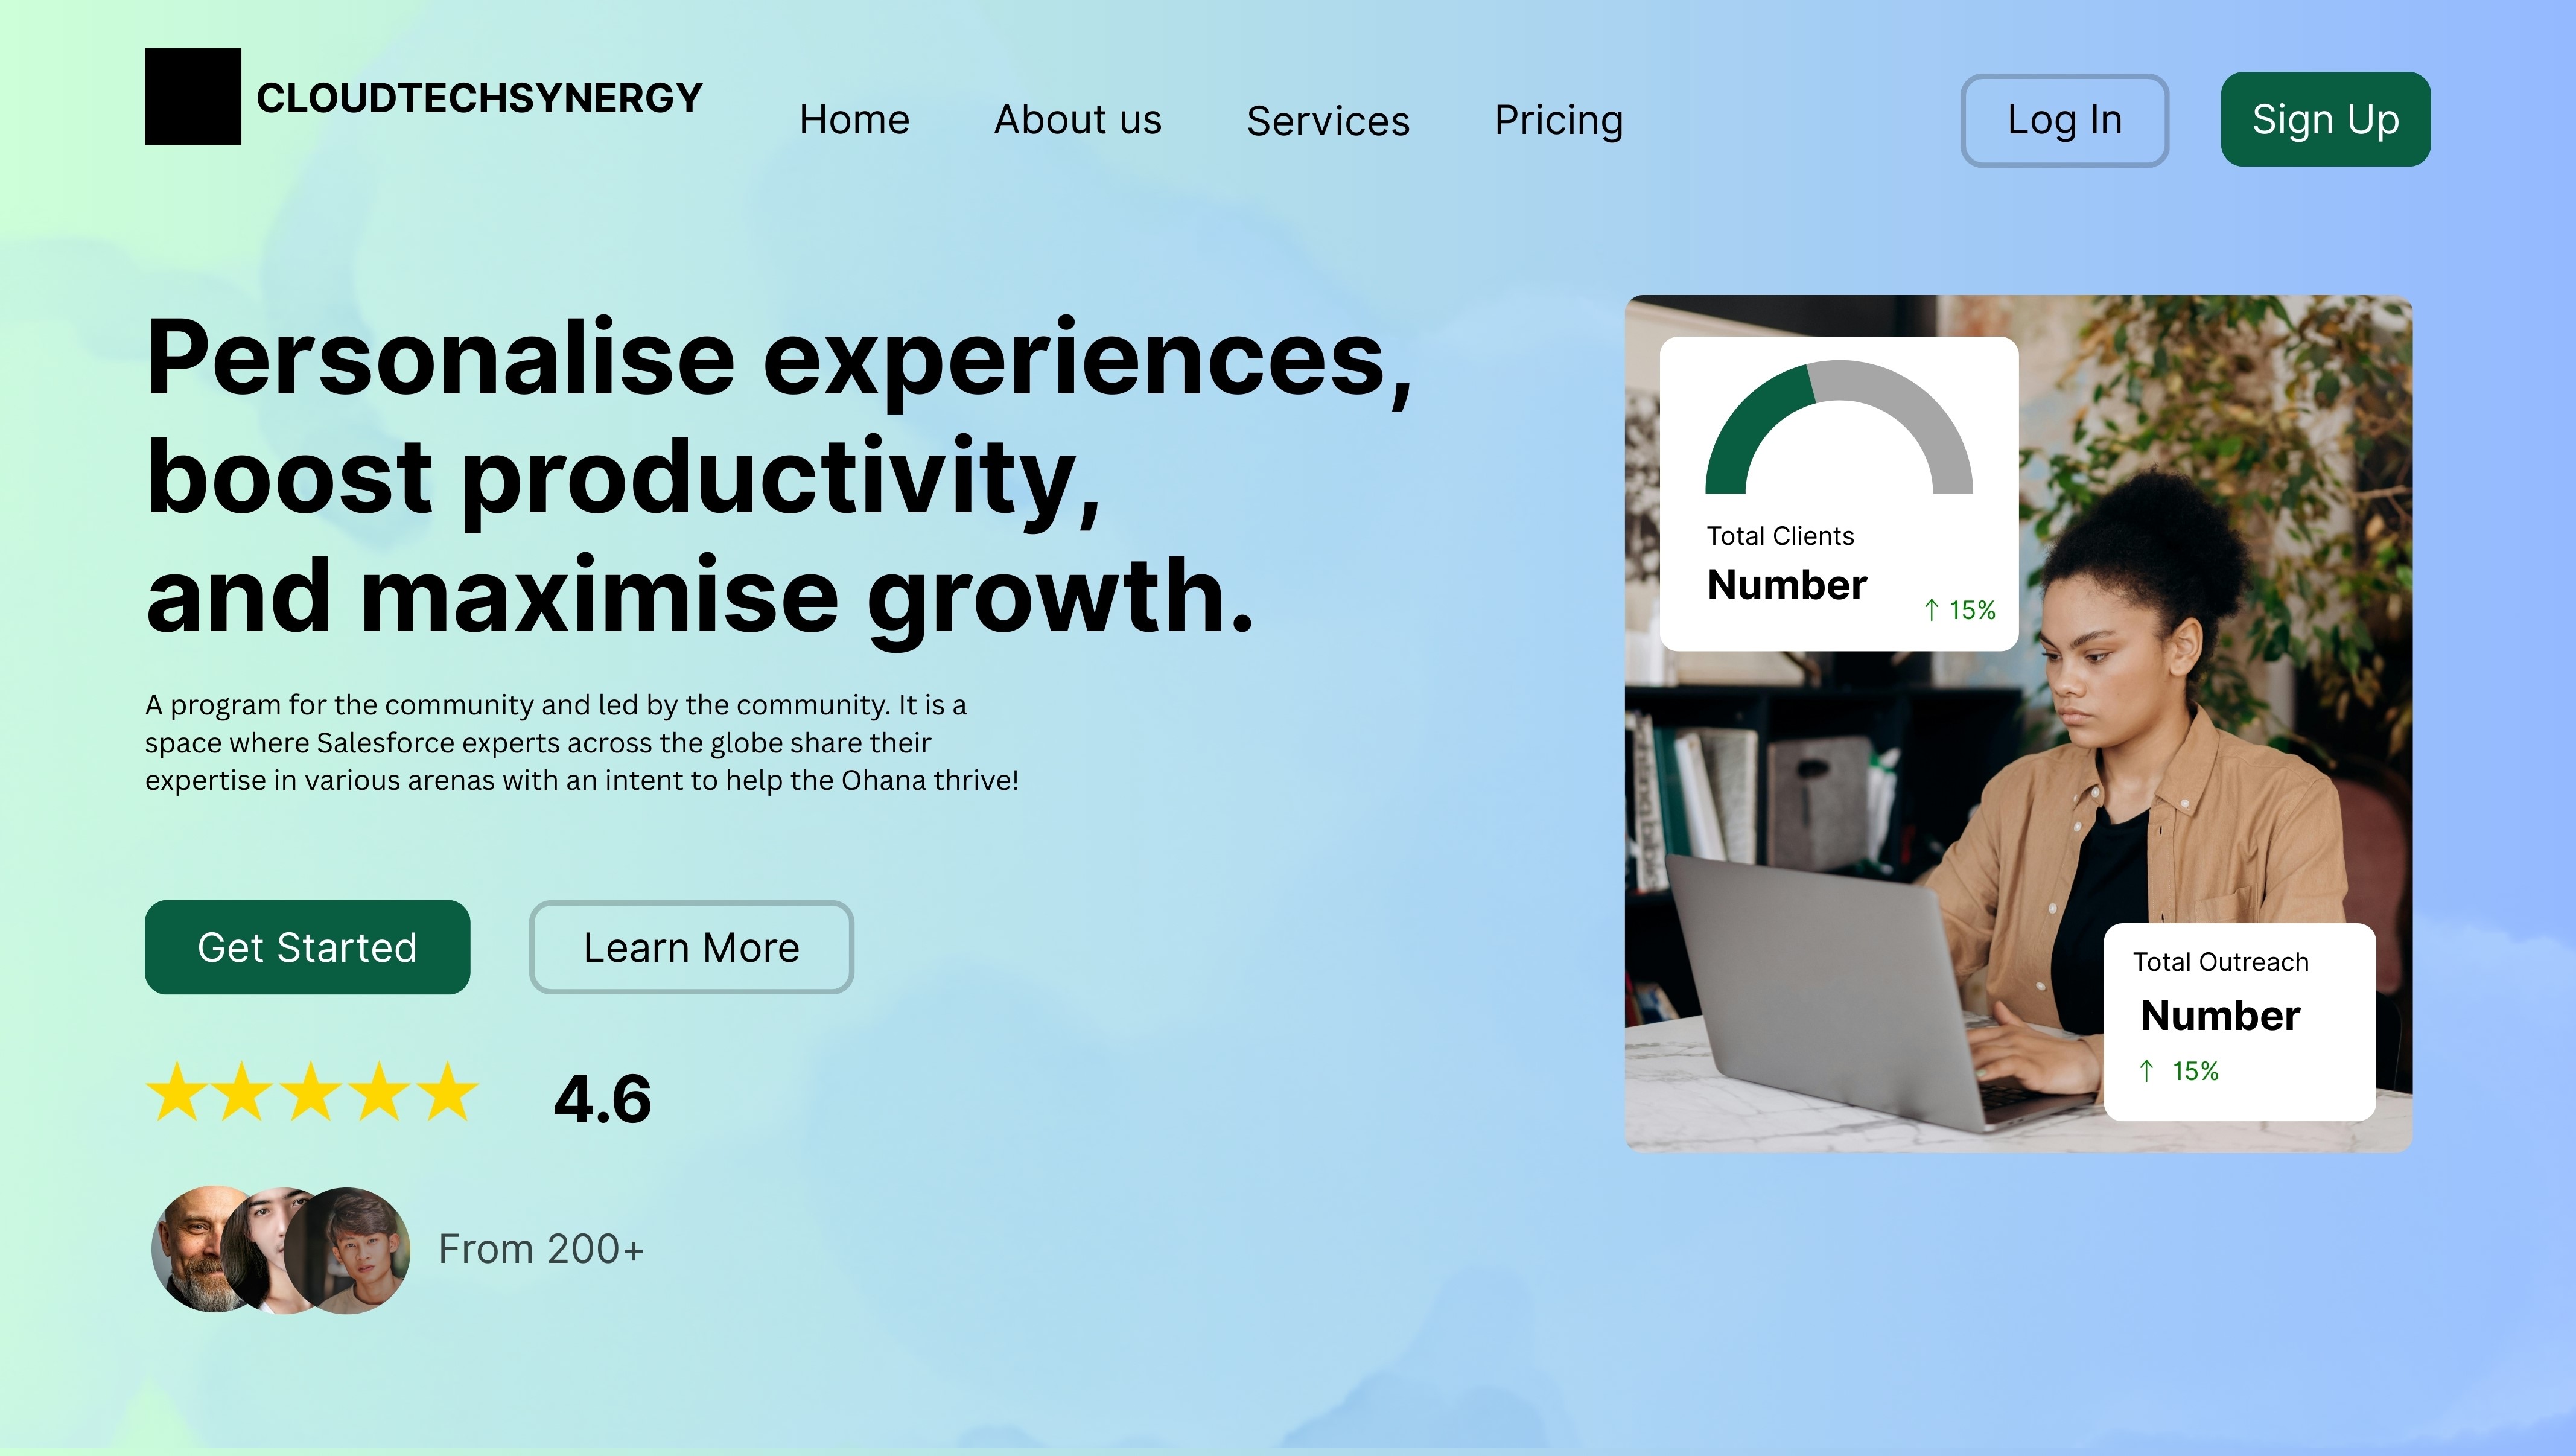 CLOUDTECHSYNERGY
Home
About us
Services
Pricing
Log In
Sign Up
Personalise experiences,
boost productivity,
and maximise growth.
A program for the community and led by the community. It is a
space where Salesforce experts across the globe share their
expertise in various arenas with an intent to help the Ohana thrive!
Get Started
Learn More
4.6
From 200+
Total Clients
Number
↑ 15%
Total Outreach
Number
↑ 15%